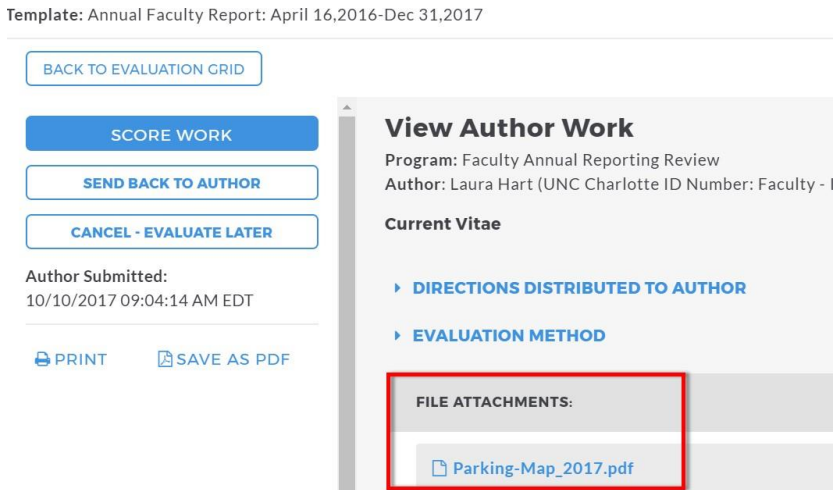 Template: Annual Faculty Report: April 16,2016-Dec 31,2017
BACK TO EVALUATION GRID
SCORE WORK
SEND BACK TO AUTHOR
CANCEL - EVALUATE LATER
Author Submitted:
10/10/2017 09:04:14 AM EDT
PRINT SAVE AS PDF
View Author Work
Program: Faculty Annual Reporting Review
Author: Laura Hart (UNC Charlotte ID Number: Faculty -
Current Vitae
DIRECTIONS DISTRIBUTED TO AUTHOR
EVALUATION METHOD
FILE ATTACHMENTS:
Parking-Map_2017.pdf